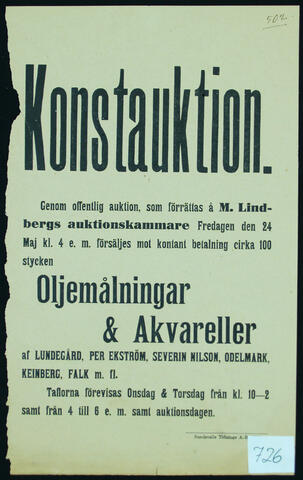 502.
Konstauktion.
Genom offentlig auktion, som förrättas å M. Lind-
bergs auktionskammare Fredagen den 24
Maj kl. 4 e. m. försäljes mot kontant betalning cirka 100
stycken
Oljemålningar
& Akvareller
af LUNDEGÅRD, PER EKSTRÖM, SEVERIN NILSON, ODELMARK,
KEINBERG, FALK m. fl.
Taflorna förevisas Onsdag & Torsdag från kl. 10—2
samt från 4 till 6 e. m. samt auktionsdagen.
Sundsvalls Tidnings A.-B.
726